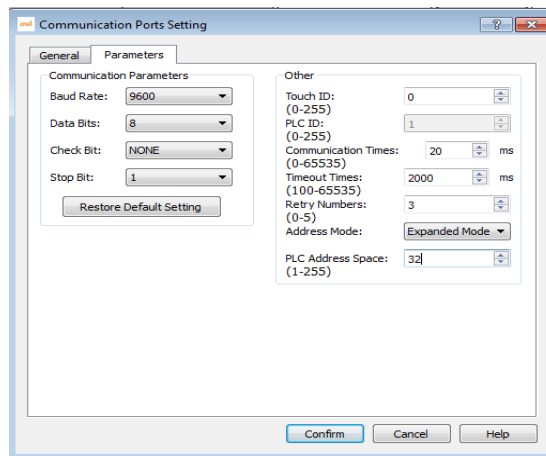 Communication Ports Setting
General Parameters
Communication Parameters
Baud Rate: 9600
Data Bits: 8
Check Bit: NONE
Stop Bit: 1
Restore Default Setting
Other
Touch ID: 0
(0-255)
PLC ID: 1
(0-255)
Communication Times: 20 ms
(0-65535)
Timeout Times: 2000 ms
(100-65535)
Retry Numbers: 3
(0-5)
Address Mode: Expanded Mode
PLC Address Space: 32
(1-255)
Confirm Cancel Help